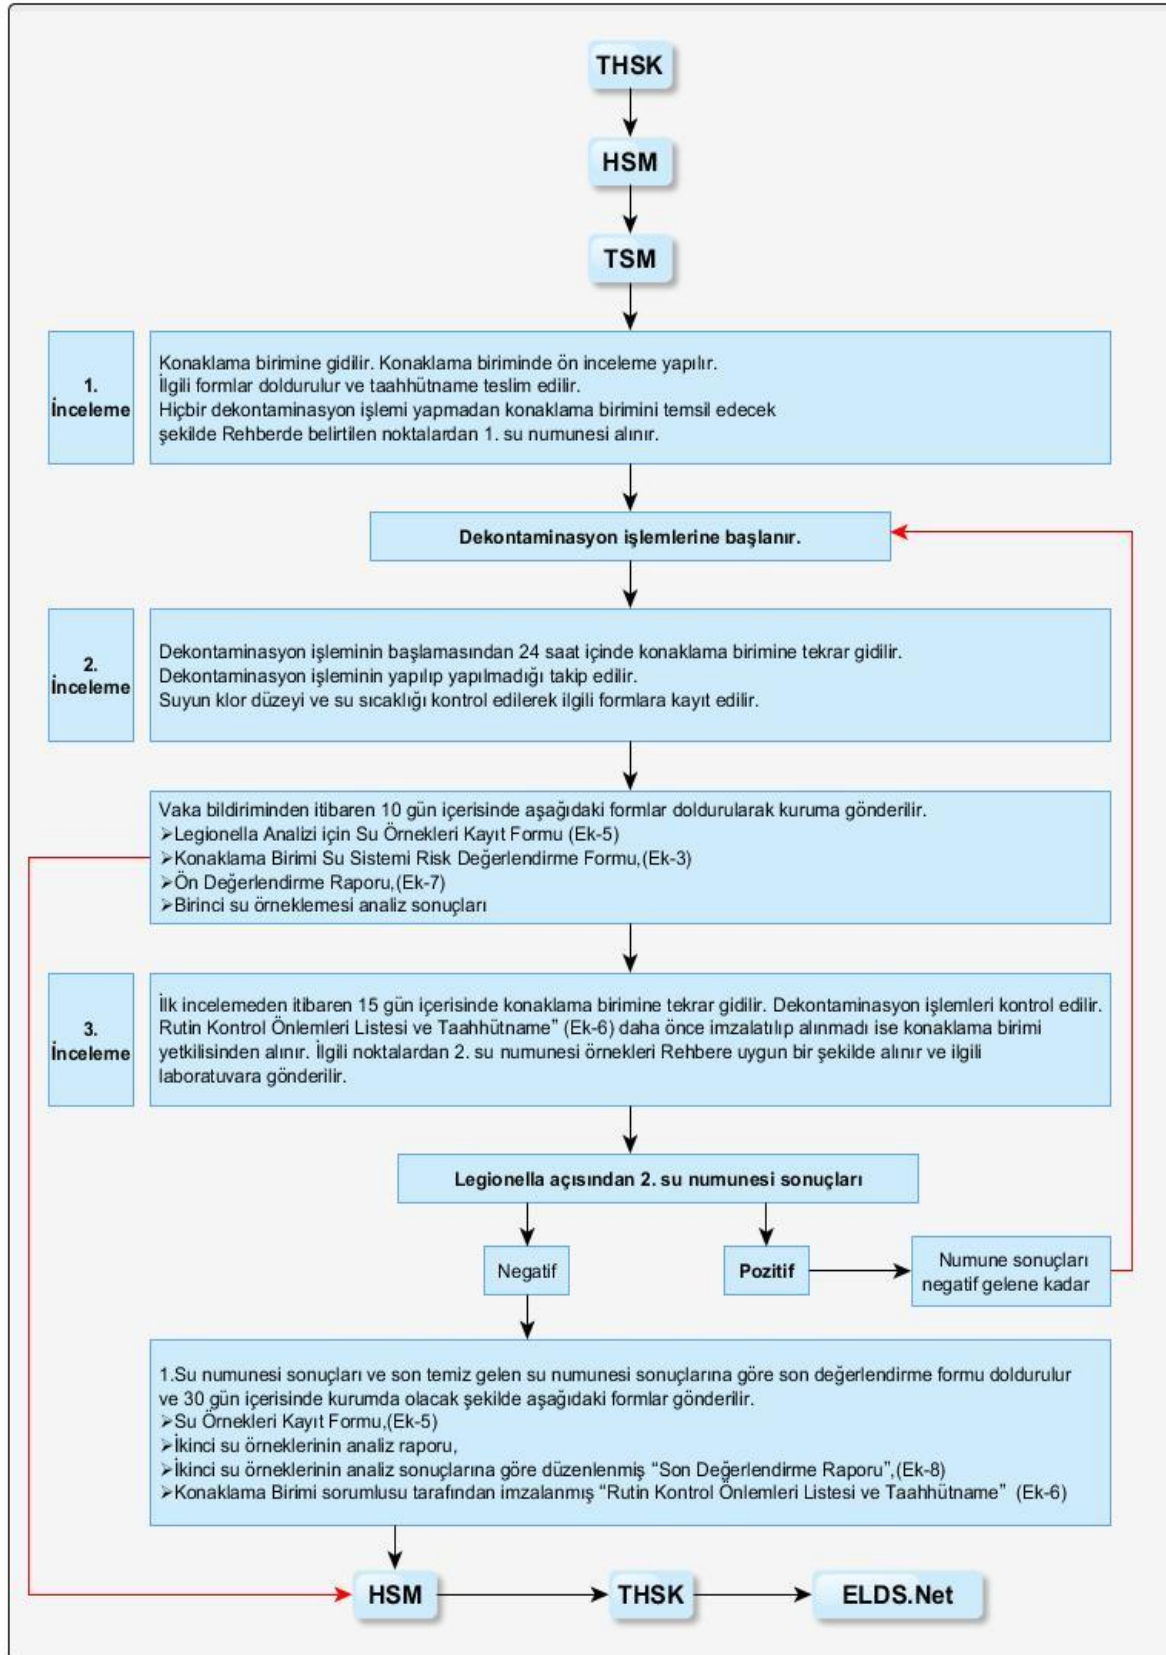 THSK
HSM
TSM
1.
İnceleme
Konaklama birimine gidilir. Konaklama biriminde ön inceleme yapılır.
İlgili formlar doldurulur ve taahhütname teslim edilir.
Hiçbir dekontaminasyon işlemi yapmadan konaklama birimini temsil edecek
şekilde Rehberde belirtilen noktalardan 1. su numunesi alınır.
Dekontaminasyon işlemlerine başlanır.
2.
İnceleme
Dekontaminasyon işleminin başlamasından 24 saat içinde konaklama birimine tekrar gidilir.
Dekontaminasyon işleminin yapılıp yapılmadığı takip edilir.
Suyun klor düzeyi ve su sıcaklığı kontrol edilerek ilgili formlara kayıt edilir.
Vaka bildiriminden itibaren 10 gün içerisinde aşağıdaki formlar doldurularak kuruma gönderilir.
➢Legionella Analizi için Su Örnekleri Kayıt Formu (Ek-5)
➢Konaklama Birimi Su Sistemi Risk Değerlendirme Formu,(Ek-3)
➢Ön Değerlendirme Raporu,(Ek-7)
➢Birinci su örneklemesi analiz sonuçları
3.
İnceleme
İlk incelemeden itibaren 15 gün içerisinde konaklama birimine tekrar gidilir. Dekontaminasyon işlemleri kontrol edilir.
Rutin Kontrol Önlemleri Listesi ve Taahhütname” (Ek-6) daha önce imzalatılıp alınmadı ise konaklama birimi
yetkilisinden alınır. İlgili noktalardan 2. su numunesi örnekleri Rehbere uygun bir şekilde alınır ve ilgili
laboratuvara gönderilir.
Legionella açısından 2. su numunesi sonuçları
Negatif
Pozitif
Numune sonuçları
negatif gelene kadar
1.Su numunesi sonuçları ve son temiz gelen su numunesi sonuçlarına göre son değerlendirme formu doldurulur
ve 30 gün içerisinde kurumda olacak şekilde aşağıdaki formlar gönderilir.
➢Su Örnekleri Kayıt Formu,(Ek-5)
➢İkinci su örneklerinin analiz raporu,
➢İkinci su örneklerinin analiz sonuçlarına göre düzenlenmiş “Son Değerlendirme Raporu”,(Ek-8)
➢Konaklama Birimi sorumlusu tarafından imzalanmış “Rutin Kontrol Önlemleri Listesi ve Taahhütname” (Ek-6)
HSM
THSK
ELDS.Net